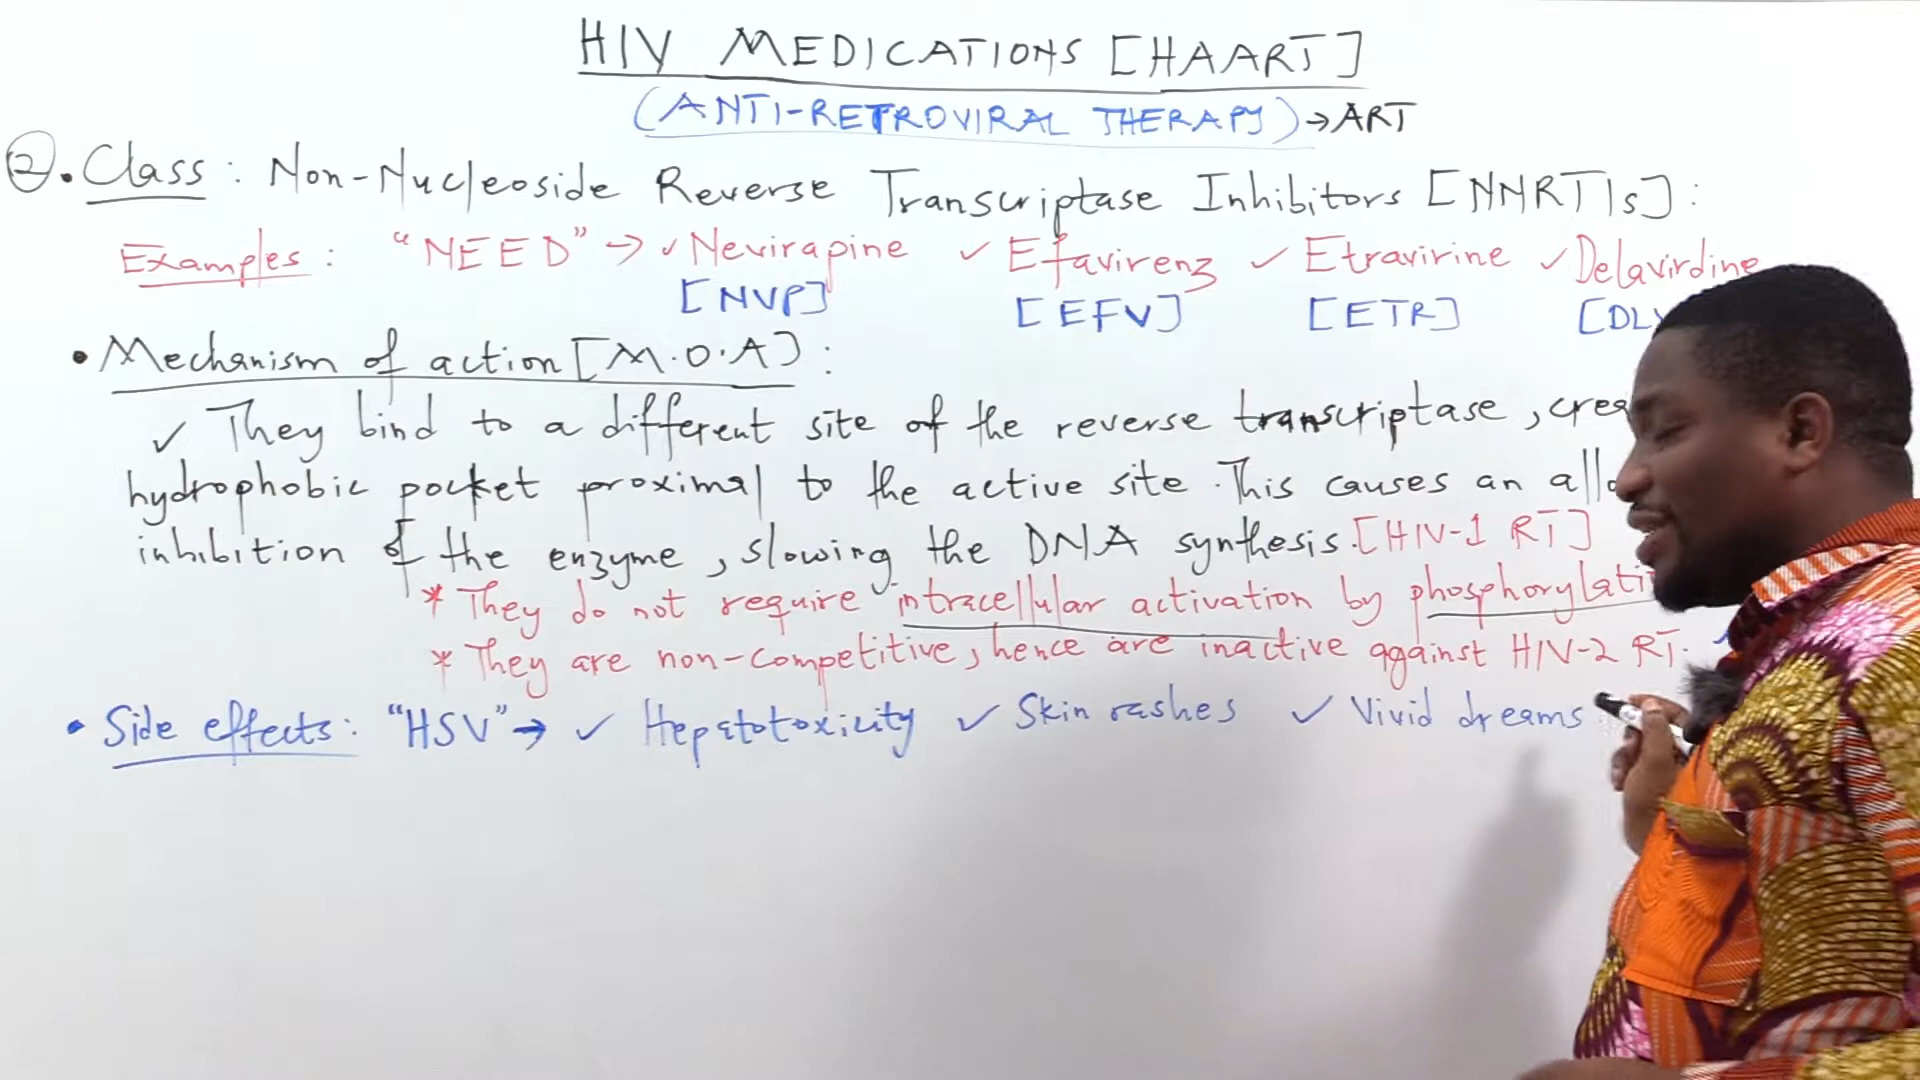 HIV MEDICATIONS [HAART]
(ANTI-RETROVIRAL THERAPY) → ART
②. Class : Non-Nucleoside Reverse Transcriptase Inhibitors [NNRTIs] :
Examples : "NEED" → ✓ Nevirapine ✓ Efavirenz ✓ Etravirine ✓ Delavirdine
[NVP] [EFV] [ETR] [DLV
• Mechanism of action [M.O.A] :
✓ They bind to a different site of the reverse transcriptase, crea
hydrophobic pocket proximal to the active site. This causes an allo
inhibition of the enzyme, slowing the DNA synthesis. [HIV-1 RT]
* They do not require intracellular activation by phosphorylati
* They are non-competitive, hence are inactive against HIV-2 RT.
• Side effects : "HSV" → ✓ Hepatotoxicity ✓ Skin rashes ✓ Vivid dreams